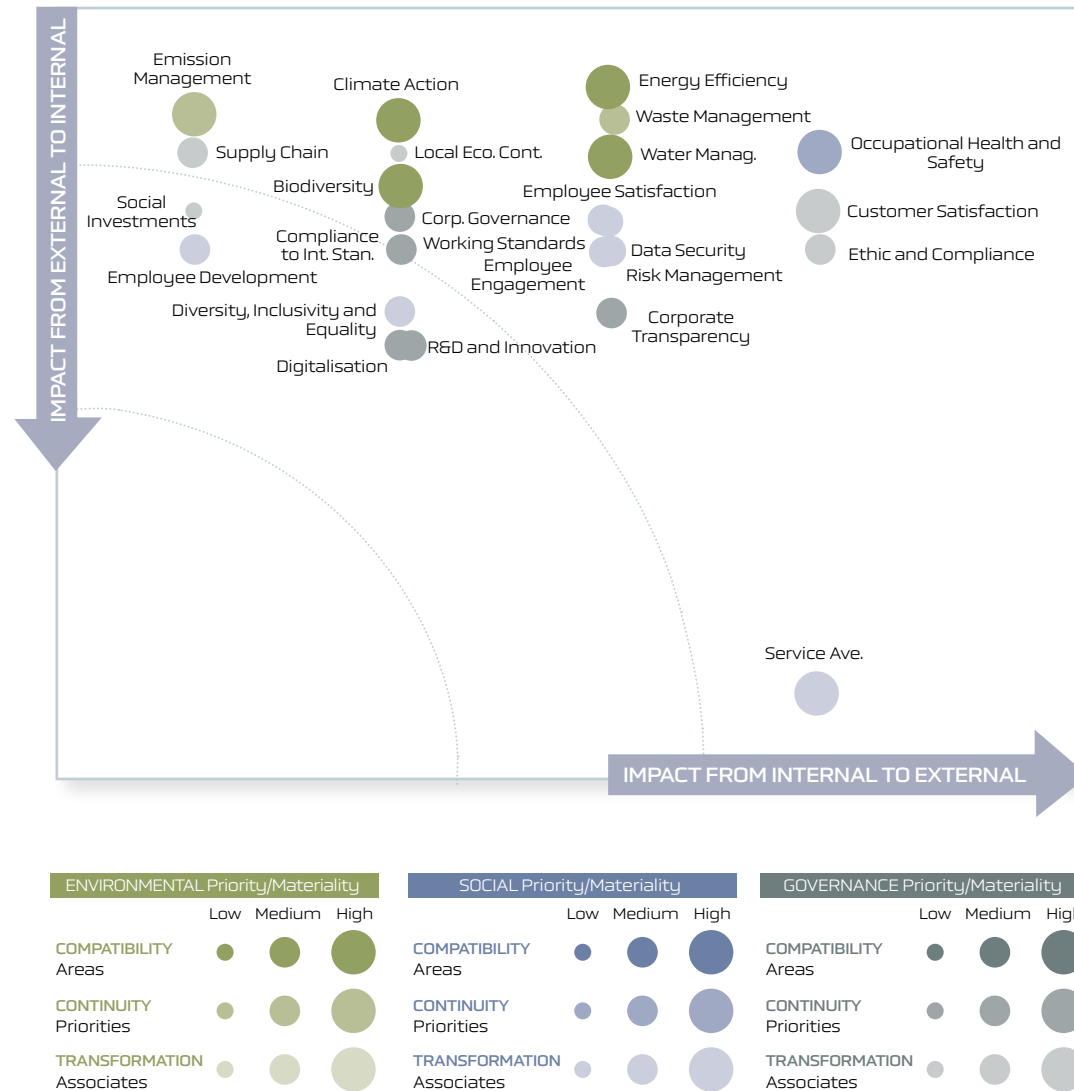 IMPACT FROM EXTERNAL TO INTERNAL
Emission
Management
Climate Action
Energy Efficiency
Waste Management
Supply Chain
Local Eco. Cont.
Water Manag.
Occupational Health and
Safety
Biodiversity
Employee Satisfaction
Social
Investments
Corp. Governance
Customer Satisfaction
Compliance
to Int. Stan.
Working Standards
Data Security
Ethic and Compliance
Employee
Engagement
Risk Management
Employee Development
Diversity, Inclusivity and
Equality
Corporate
Transparency
R&D and Innovation
Digitalisation
Service Ave.
IMPACT FROM INTERNAL TO EXTERNAL
ENVIRONMENTAL Priority/Materiality
Low Medium High
COMPATIBILITY
Areas
CONTINUITY
Priorities
TRANSFORMATION
Associates
SOCIAL Priority/Materiality
Low Medium High
COMPATIBILITY
Areas
CONTINUITY
Priorities
TRANSFORMATION
Associates
GOVERNANCE Priority/Materiality
Low Medium High
COMPATIBILITY
Areas
CONTINUITY
Priorities
TRANSFORMATION
Associates